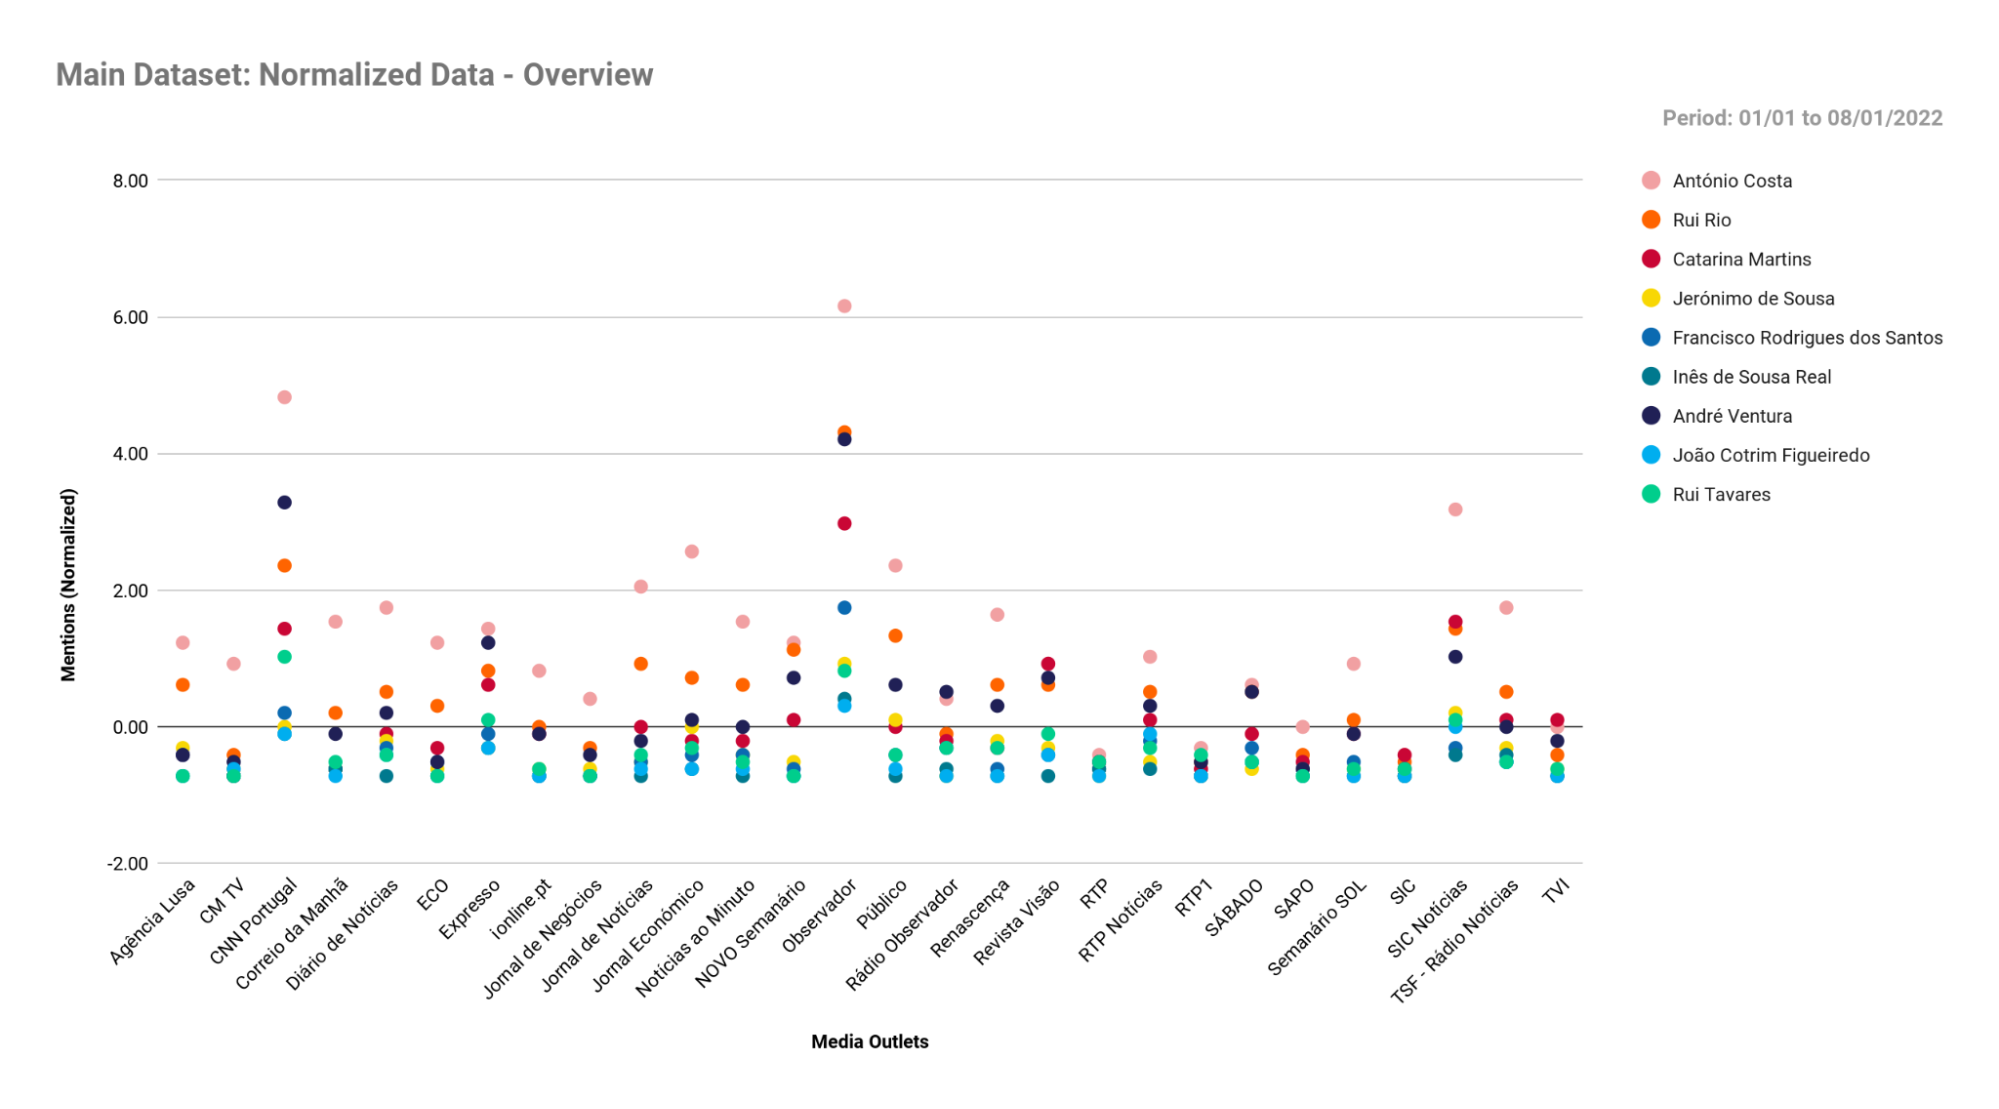 Main Dataset: Normalized Data - Overview
Period: 01/01 to 08/01/2022
António Costa
Rui Rio
Catarina Martins
Jerónimo de Sousa
Francisco Rodrigues dos Santos
Inês de Sousa Real
André Ventura
João Cotrim Figueiredo
Rui Tavares
Mentions (Normalized)
8.00
6.00
4.00
2.00
0.00
-2.00
Agência Lusa
CM TV
CNN Portugal
Correio da Manhã
Diário de Notícias
ECO
Expresso
ionline.pt
Jornal de Negócios
Jornal de Notícias
Jornal Económico
Notícias ao Minuto
NOVO Semanário
Observador
Público
Rádio Observador
Renascença
Revista Visão
RTP
RTP Notícias
RTP1
SÁBADO
SAPO
Semanário SOL
SIC
SIC Notícias
TSF - Rádio Notícias
TVI
Media Outlets